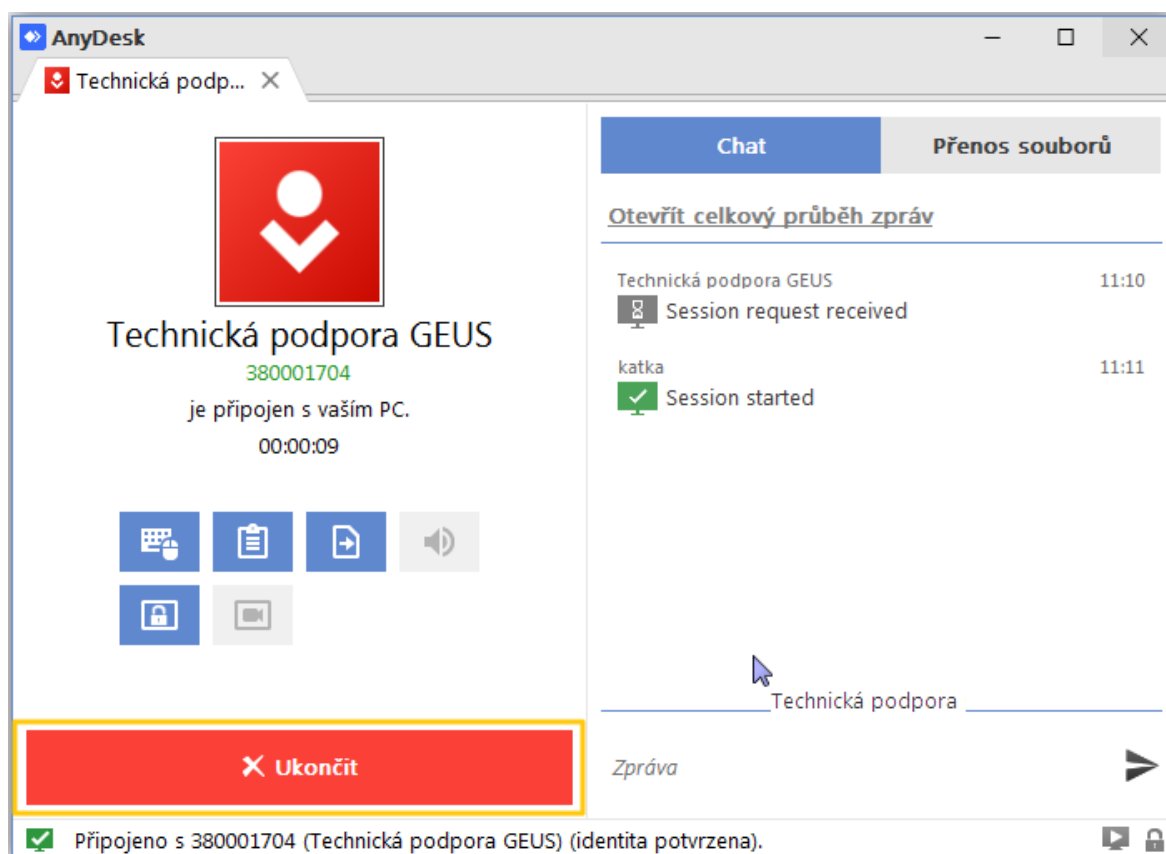 AnyDesk
Technická podp...
Technická podpora GEUS
380001704
je připojen s vaším PC.
00:00:09
Ukončit
Chat
Přenos souborů
Otevřít celkový průběh zpráv
Technická podpora GEUS 11:10
Session request received
katka 11:11
Session started
Technická podpora
Zpráva
Připojeno s 380001704 (Technická podpora GEUS) (identita potvrzena).